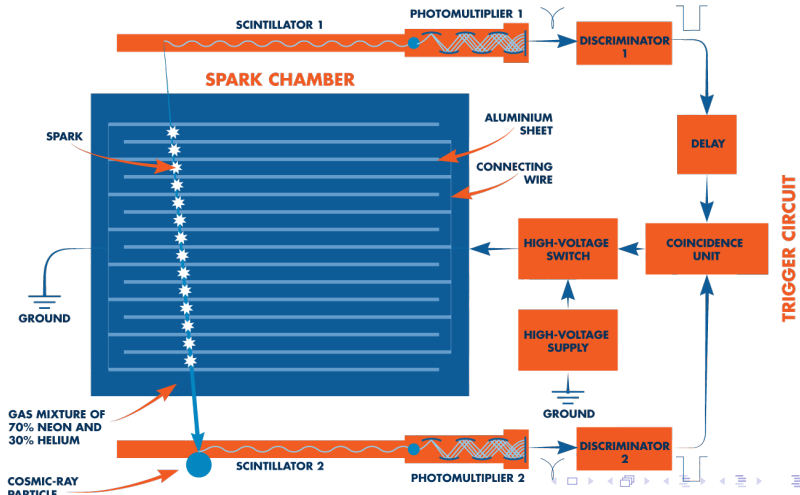 SCINTILLATOR 1
PHOTOMULTIPLIER 1
DISCRIMINATOR
1
SPARK CHAMBER
SPARK
ALUMINIUM
SHEET
CONNECTING
WIRE
DELAY
TRIGGER CIRCUIT
HIGH-VOLTAGE
SWITCH
COINCIDENCE
UNIT
GROUND
HIGH-VOLTAGE
SUPPLY
GROUND
GAS MIXTURE OF
70% NEON AND
30% HELIUM
SCINTILLATOR 2
PHOTOMULTIPLIER 2
DISCRIMINATOR
2
COSMIC-RAY
PARTICLE